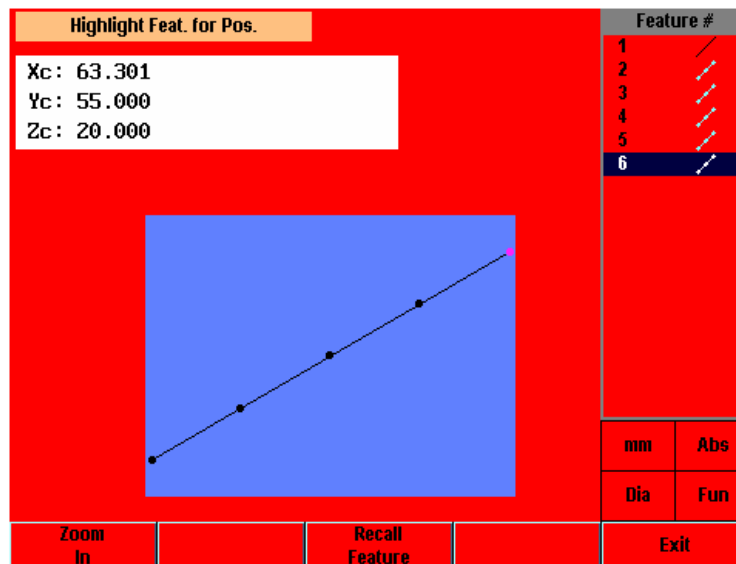 Highlight Feat. for Pos.
Xc: 63.301
Yc: 55.000
Zc: 20.000
Feature #
1
2
3
4
5
6
mm
Abs
Dia
Fun
Zoom
In
Recall
Feature
Exit